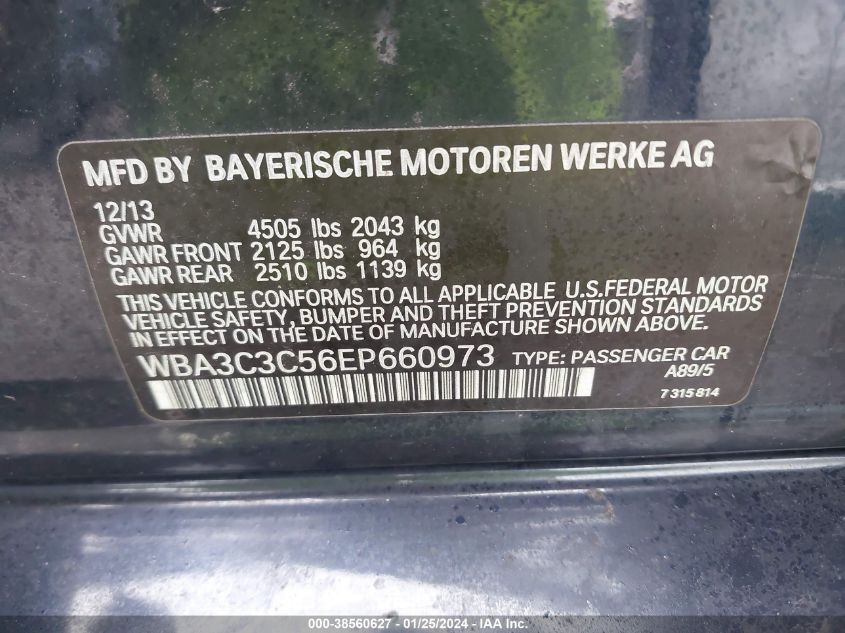 MFD BY BAYERISCHE MOTOREN WERKE AG
12/13
GVWR 4505 lbs 2043 kg
GAWR FRONT 2125 lbs 964 kg
GAWR REAR 2510 lbs 1139 kg
THIS VEHICLE CONFORMS TO ALL APPLICABLE U.S.FEDERAL MOTOR
VEHICLE SAFETY, BUMPER AND THEFT PREVENTION STANDARDS
IN EFFECT ON THE DATE OF MANUFACTURE SHOWN ABOVE.
WBA3C3C56EP660973 TYPE: PASSENGER CAR
A89/5
7 315 814
000-38560627 - 01/25/2024 - IAA Inc.